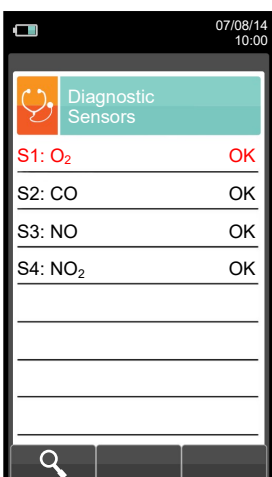 07/08/14
10:00
Diagnostic
Sensors
S1: O₂ OK
S2: CO OK
S3: NO OK
S4: NO₂ OK